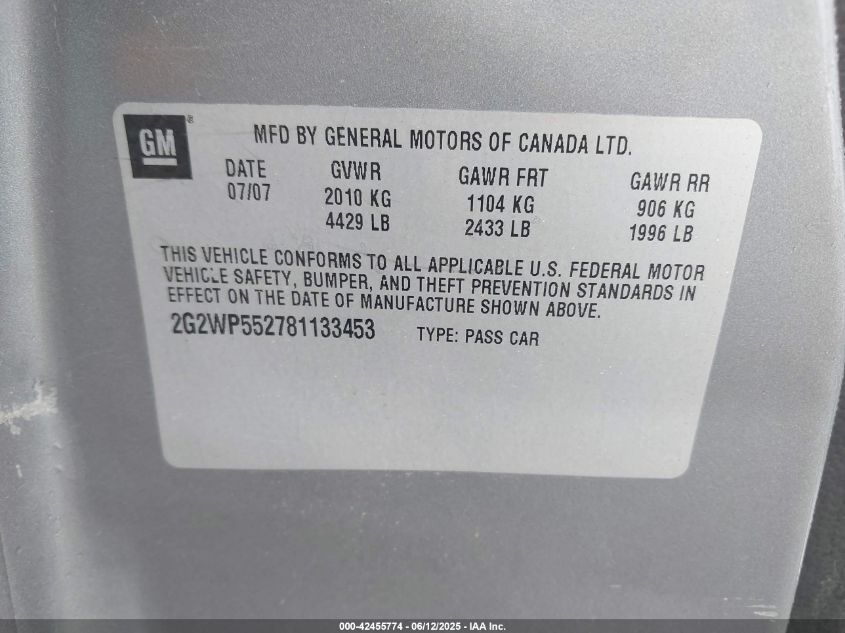 GM ®
MFD BY GENERAL MOTORS OF CANADA LTD.
DATE GVWR GAWR FRT GAWR RR
07/07 2010 KG 1104 KG 906 KG
4429 LB 2433 LB 1996 LB
THIS VEHICLE CONFORMS TO ALL APPLICABLE U.S. FEDERAL MOTOR
VEHICLE SAFETY, BUMPER, AND THEFT PREVENTION STANDARDS IN
EFFECT ON THE DATE OF MANUFACTURE SHOWN ABOVE.
2G2WP552781133453 TYPE: PASS CAR
000-42455774 - 06/12/2025 - IAA Inc.